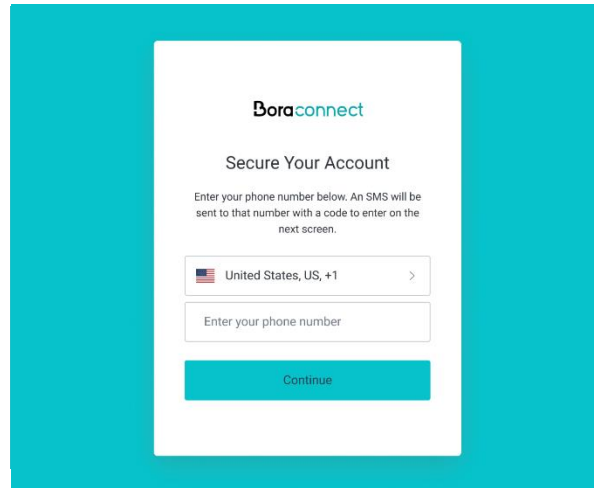 Boraconnect
Secure Your Account
Enter your phone number below. An SMS will be
sent to that number with a code to enter on the
next screen.
United States, US, +1
Enter your phone number
Continue